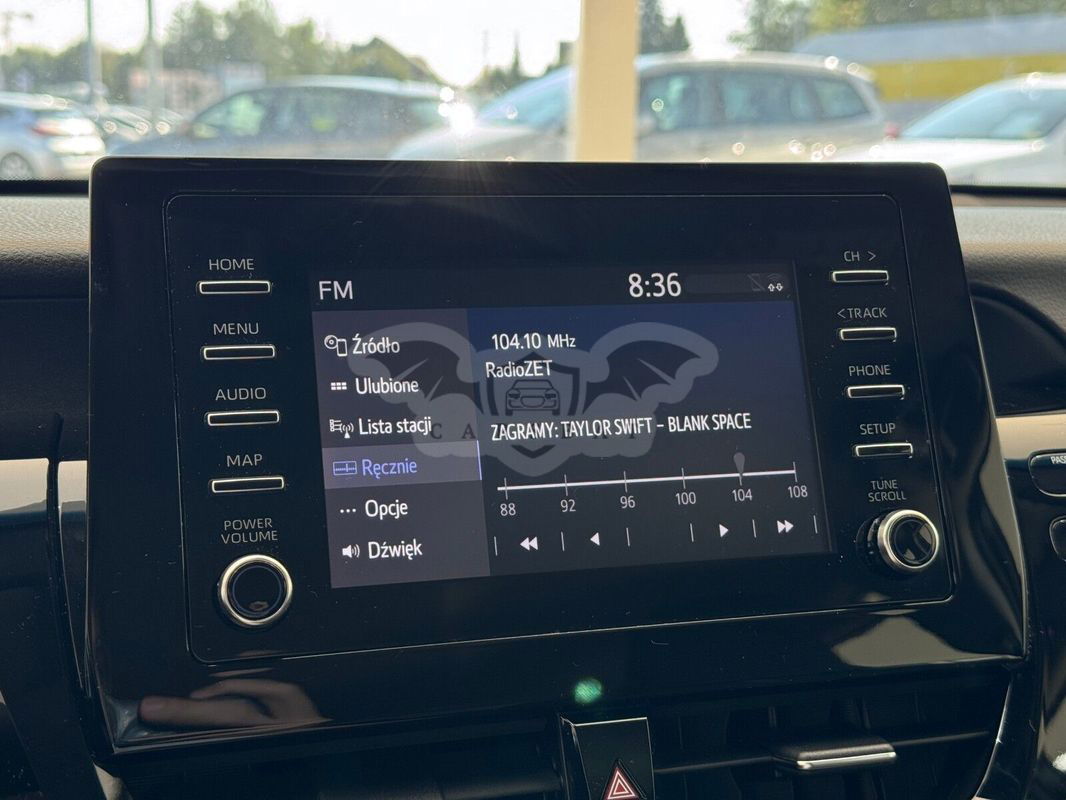 HOME
MENU
AUDIO
MAP
POWER
VOLUME
FM
8:36
Źródło
Ulubione
Lista stacji
Ręcznie
Opcje
Dźwięk
104.10 MHz
RadioZET
ZAGRAMY: TAYLOR SWIFT – BLANK SPACE
88 92 96 100 104 108
CH >
< TRACK
PHONE
SETUP
TUNE
SCROLL